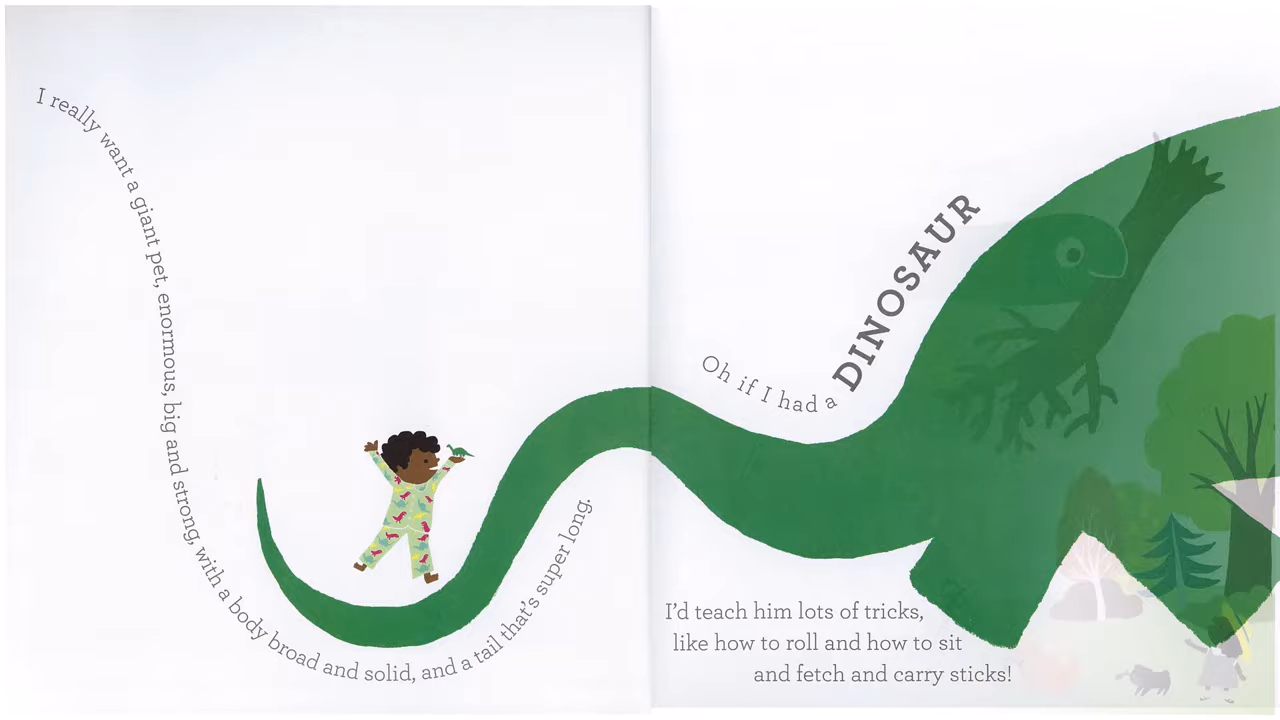 I really want a giant pet, enormous, big and strong, with a body broad and solid, and a tail that's super long.
Oh if I had a DINOSAUR
I'd teach him lots of tricks,
like how to roll and how to sit
and fetch and carry sticks!